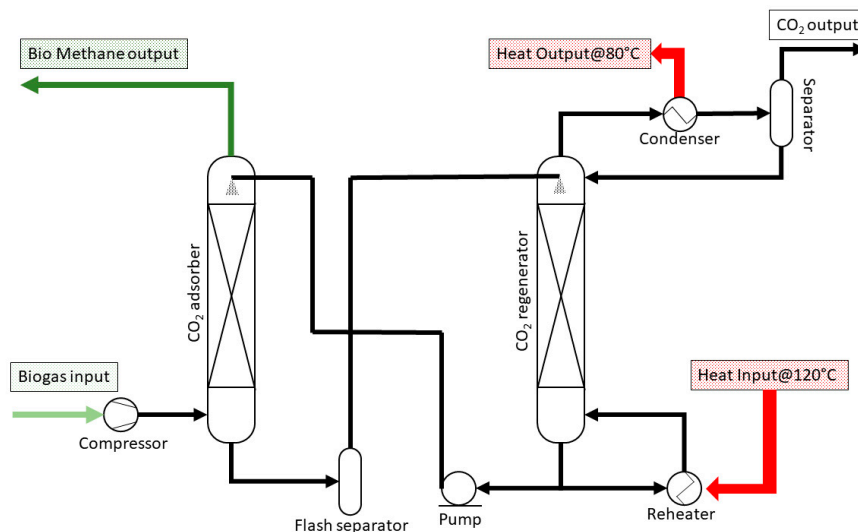 CO₂ output
Bio Methane output
Heat Output@80°C
Separator
Condenser
CO₂ adsorber
CO₂ regenerator
Biogas input
Heat Input@120°C
Compressor
Flash separator
Pump
Reheater